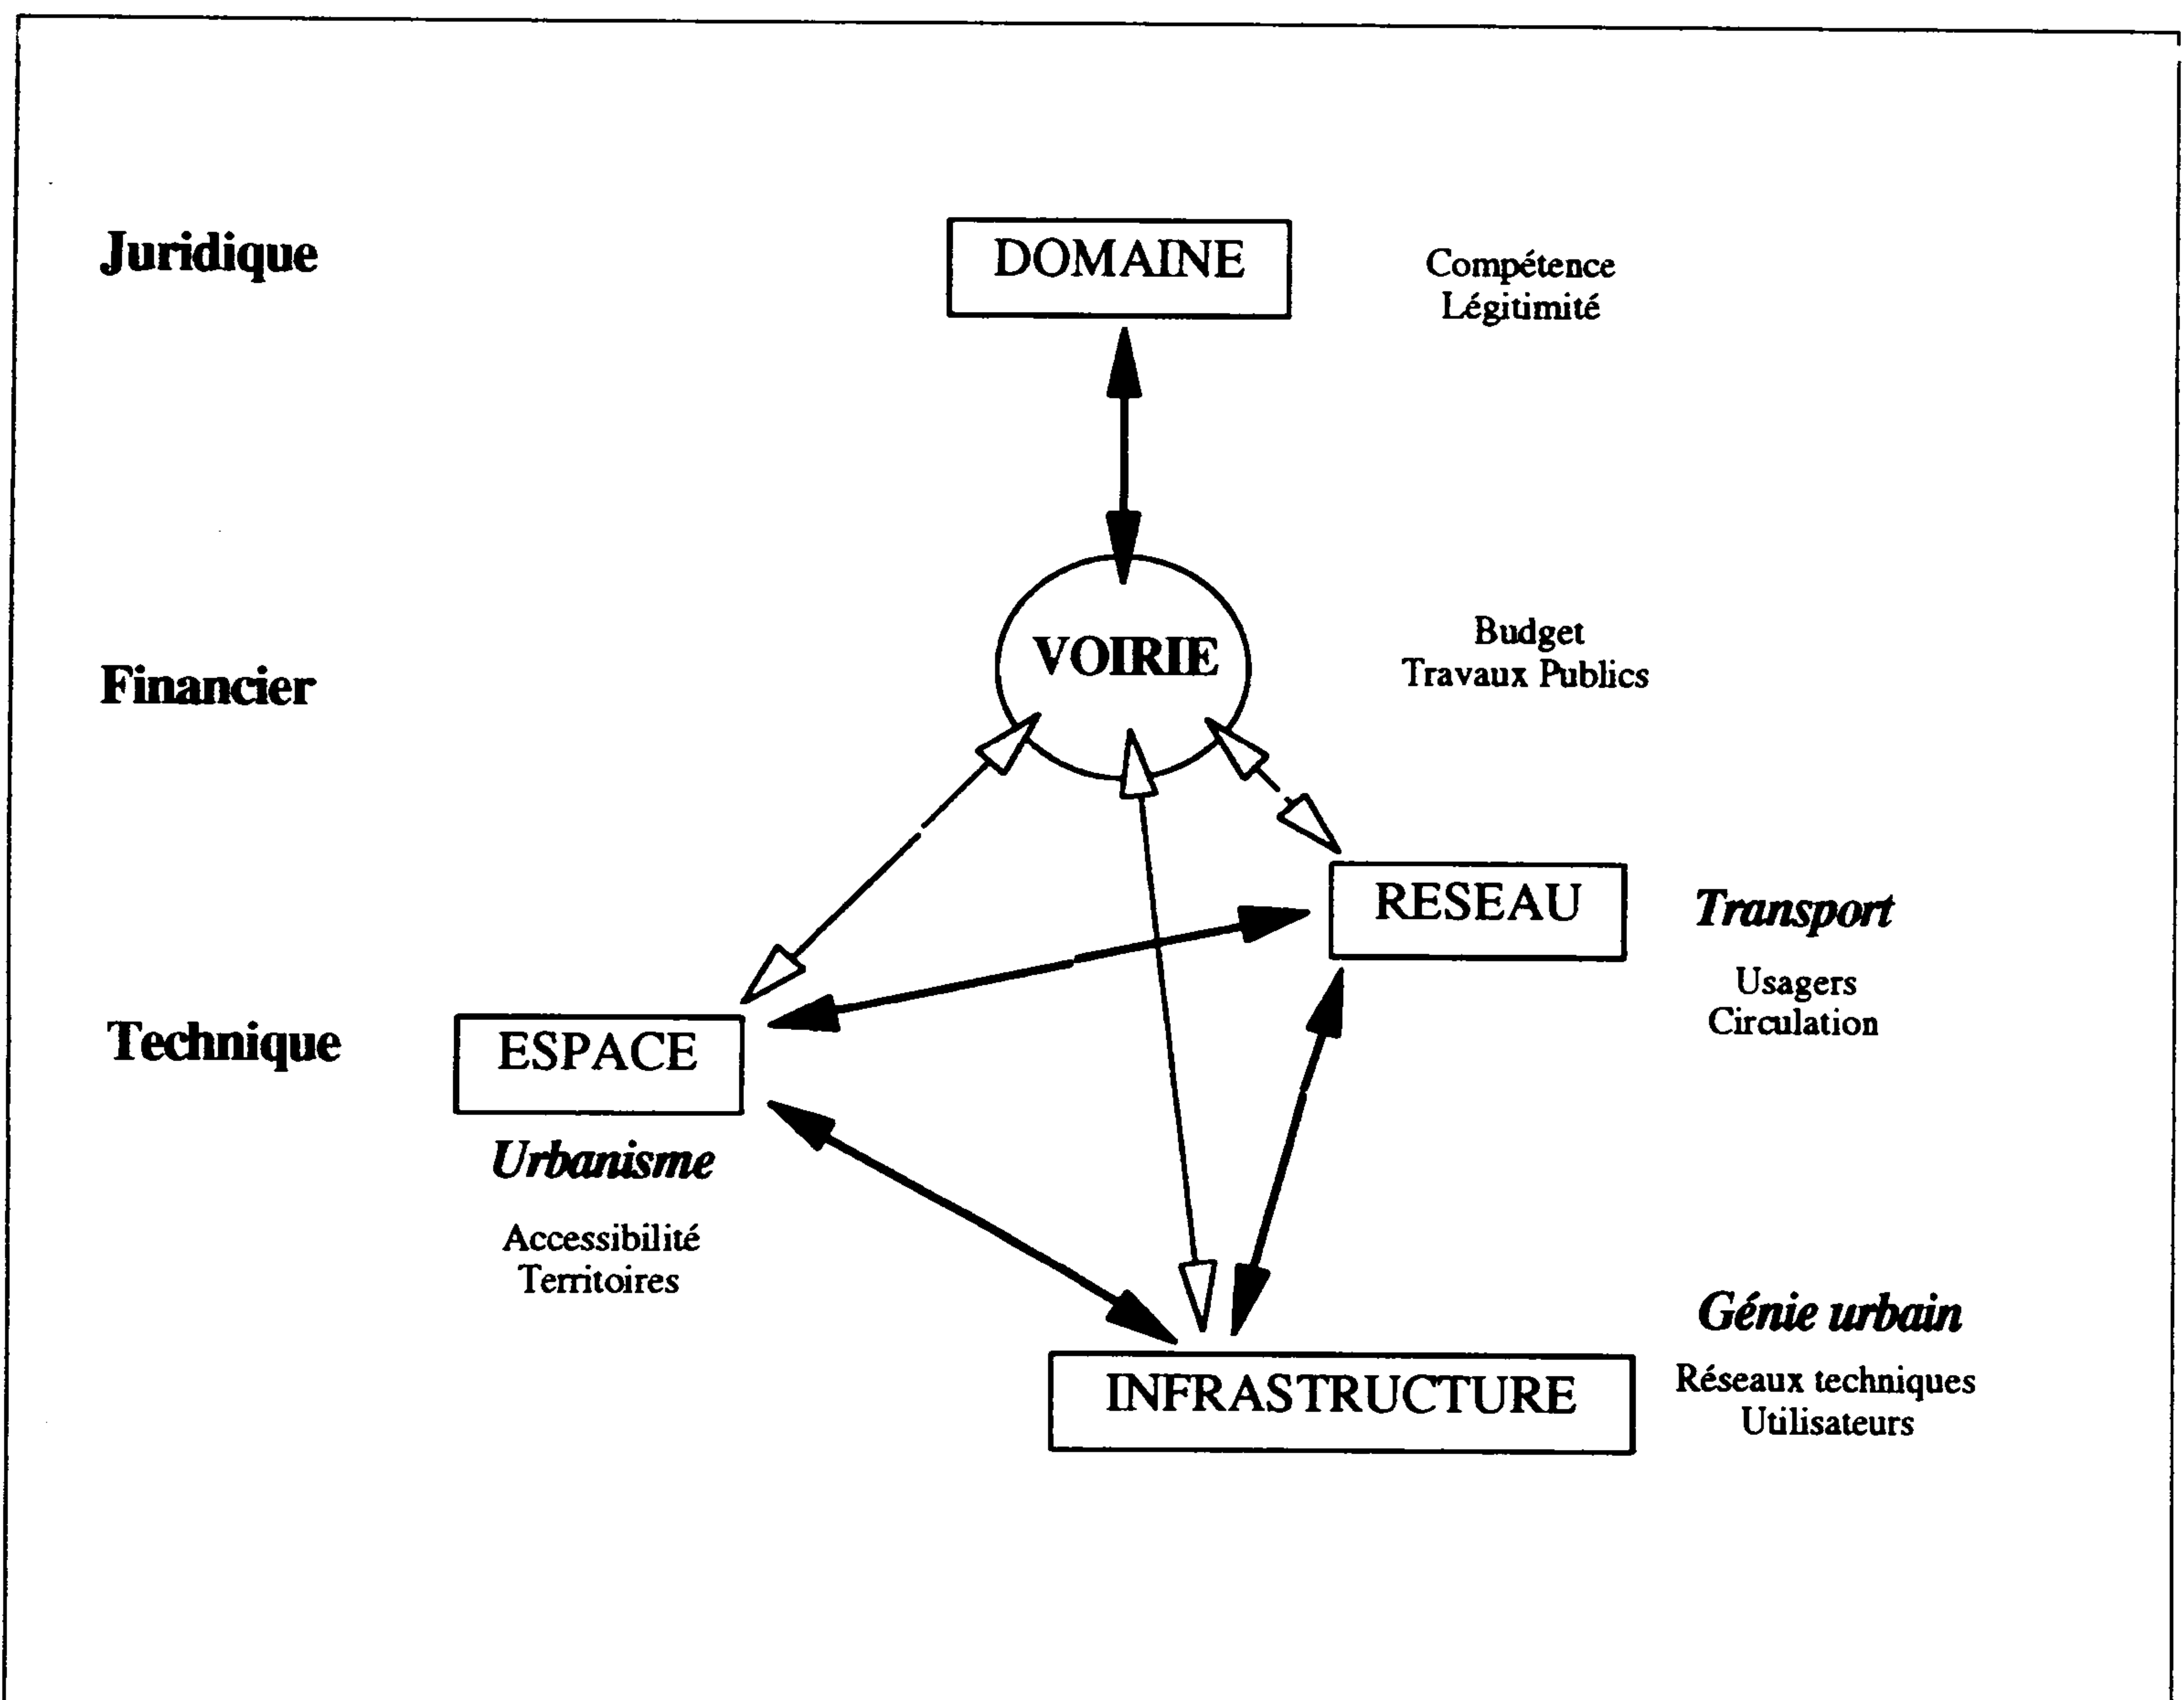 Juridique
DOMAINE
Compétence
Légitimité
Financier
VOIRIE
Budget
Travaux Publics
RESEAU
Transport
Usagers
Circulation
Technique
ESPACE
Urbanisme
Accessibilité
Territoires
INFRASTRUCTURE
Génie urbain
Réseaux techniques
Utilisateurs